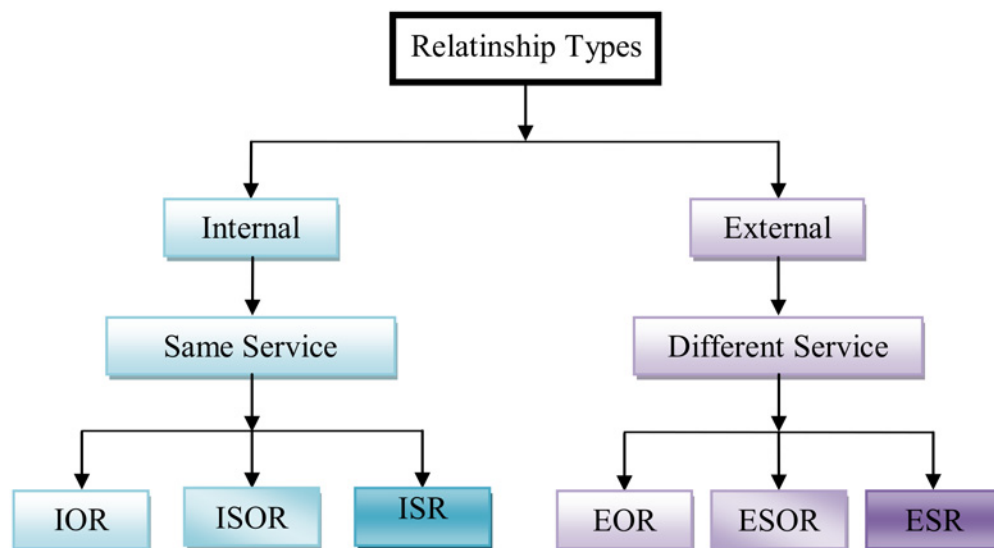 Relatinship Types
Internal
External
Same Service
Different Service
IOR
ISOR
ISR
EOR
ESOR
ESR